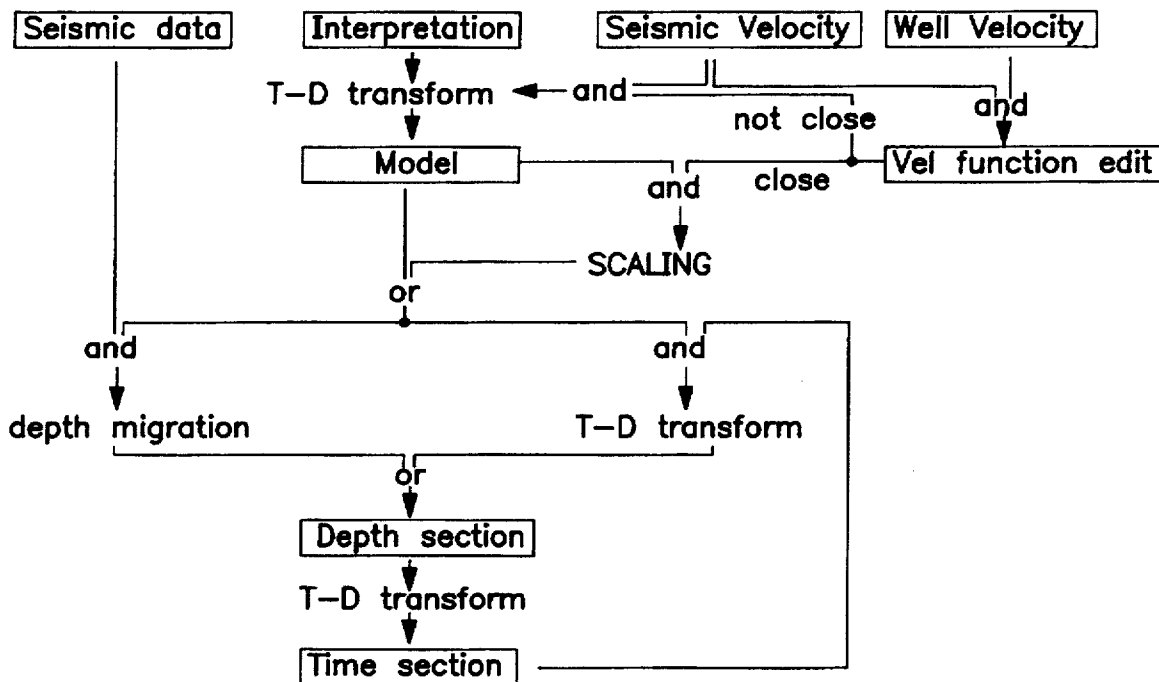 Seismic data
Interpretation
Seismic Velocity
Well Velocity
T-D transform
and
and
not close
Model
and
close
Vel function edit
SCALING
or
and
and
depth migration
T-D transform
or
Depth section
T-D transform
Time section